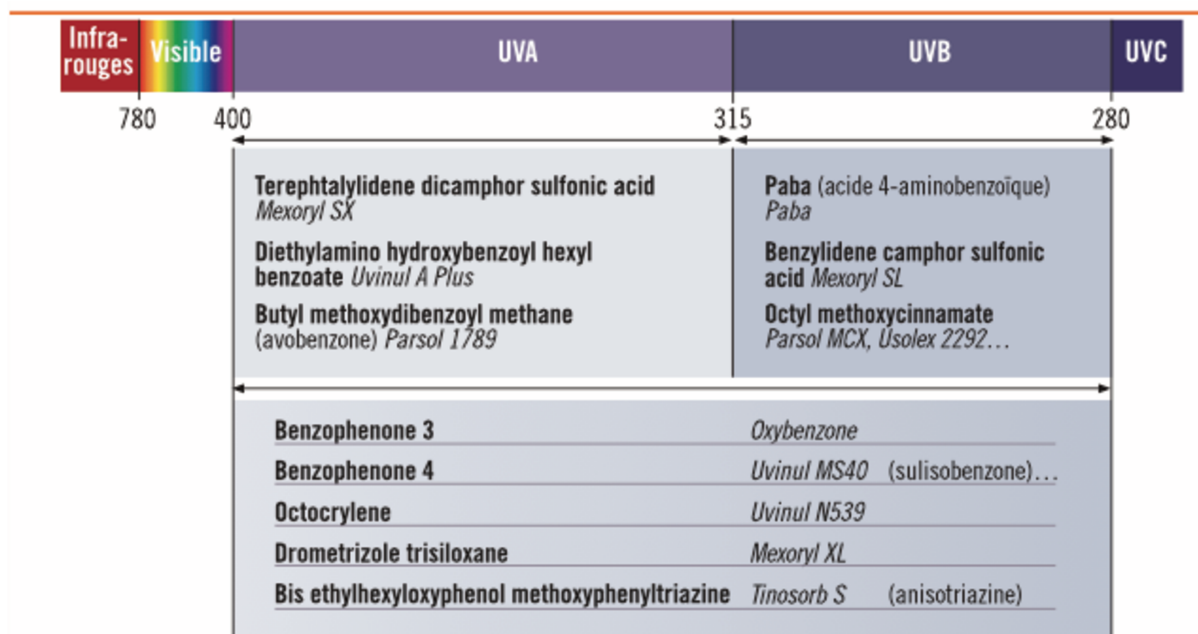 Infra-
rouges
Visible
UVA
UVB
UVC
780
400
315
280
Terephtalylidene dicamphor sulfonic acid
Mexoryl SX
Diethylamino hydroxybenzoyl hexyl
benzoate Uvinul A Plus
Butyl methoxydibenzoyl methane
(avobenzone) Parsol 1789
Paba (acide 4-aminobenzoïque)
Paba
Benzylidene camphor sulfonic
acid Mexoryl SL
Octyl methoxycinnamate
Parsol MCX, Usolex 2292...
Benzophenone 3 Oxybenzone
Benzophenone 4 Uvinul MS40 (sulisobenzone)...
Octocrylene Uvinul N539
Drometrizole trisiloxane Mexoryl XL
Bis ethylhexyloxyphenol methoxyphenyltriazine Tinosorb S (anisotriazine)